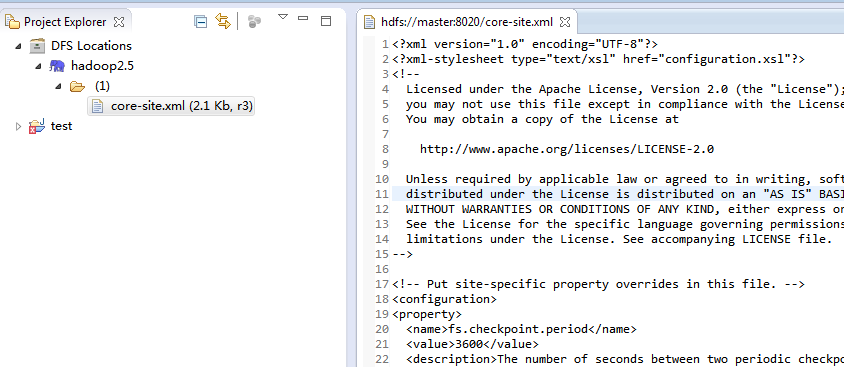 Project Explorer
DFS Locations
hadoop2.5
(1)
core-site.xml (2.1 Kb, r3)
test
hdfs://master:8020/core-site.xml
1 <?xml version="1.0" encoding="UTF-8"?>
2 <?xml-stylesheet type="text/xsl" href="configuration.xsl"?>
3 <!--
4   Licensed under the Apache License, Version 2.0 (the "License");
5   you may not use this file except in compliance with the License
6   You may obtain a copy of the License at
7
8     http://www.apache.org/licenses/LICENSE-2.0
9
10   Unless required by applicable law or agreed to in writing, soft
11   distributed under the License is distributed on an "AS IS" BASI
12   WITHOUT WARRANTIES OR CONDITIONS OF ANY KIND, either express or
13   See the License for the specific language governing permissions
14   limitations under the License. See accompanying LICENSE file.
15 -->
16
17 <!-- Put site-specific property overrides in this file. -->
18 <configuration>
19 <property>
20   <name>fs.checkpoint.period</name>
21   <value>3600</value>
22   <description>The number of seconds between two periodic checkpo